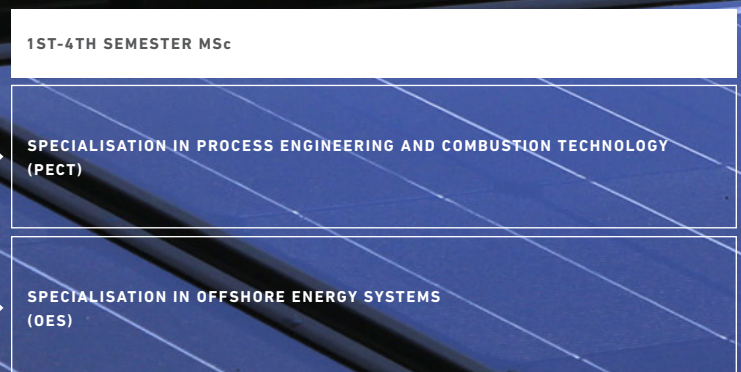 1ST-4TH SEMESTER MSc
SPECIALISATION IN PROCESS ENGINEERING AND COMBUSTION TECHNOLOGY
(PECT)
SPECIALISATION IN OFFSHORE ENERGY SYSTEMS
(OES)